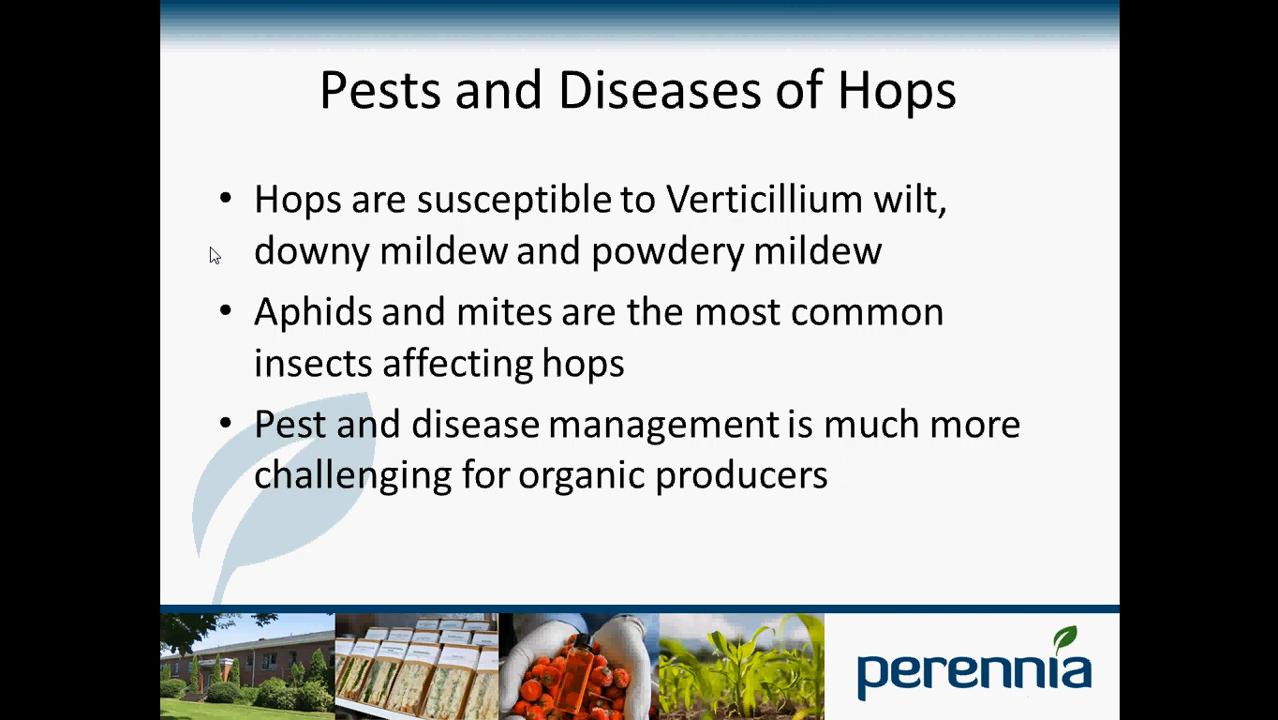 Pests and Diseases of Hops
• Hops are susceptible to Verticillium wilt,
downy mildew and powdery mildew
• Aphids and mites are the most common
insects affecting hops
• Pest and disease management is much more
challenging for organic producers
perennia